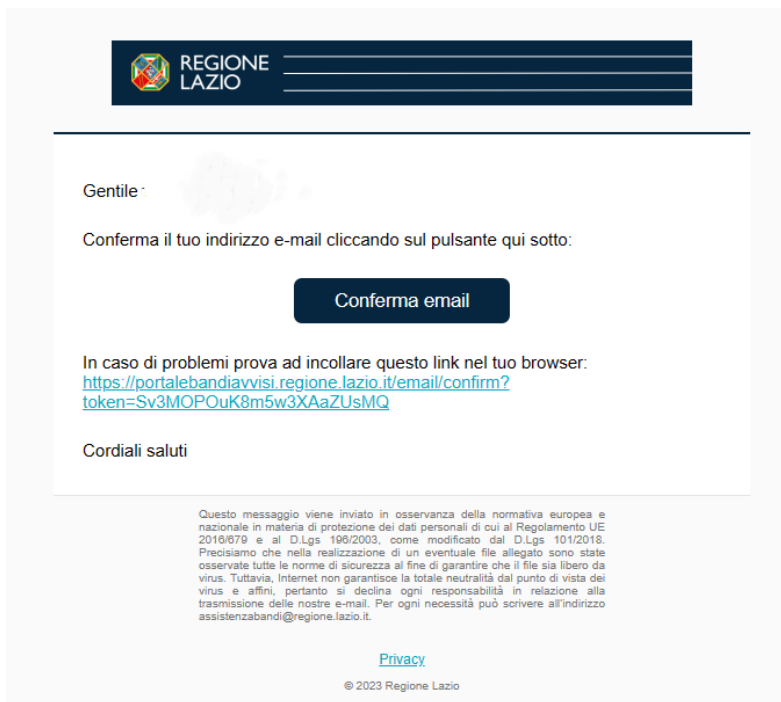 REGIONE
LAZIO
Gentile
Conferma il tuo indirizzo e-mail cliccando sul pulsante qui sotto:
Conferma email
In caso di problemi prova ad incollare questo link nel tuo browser:
https://portalebandiavvisi.regione.lazio.it/email/confirm?
token=Sv3MOPOuK8m5w3XAaZUsMQ
Cordiali saluti
Questo messaggio viene inviato in osservanza della normativa europea e
nazionale in materia di protezione dei dati personali di cui al Regolamento UE
2016/679 e al D.Lgs 196/2003, come modificato dal D.Lgs 101/2018.
Precisiamo che nella realizzazione di un eventuale file allegato sono state
osservate tutte le norme di sicurezza al fine di garantire che il file sia libero da
virus. Tuttavia, Internet non garantisce la totale neutralità dal punto di vista dei
virus e affini, pertanto si declina ogni responsabilità in relazione alla
trasmissione delle nostre e-mail. Per ogni necessità può scrivere all'indirizzo
assistenzabandi@regione.lazio.it.
Privacy
© 2023 Regione Lazio